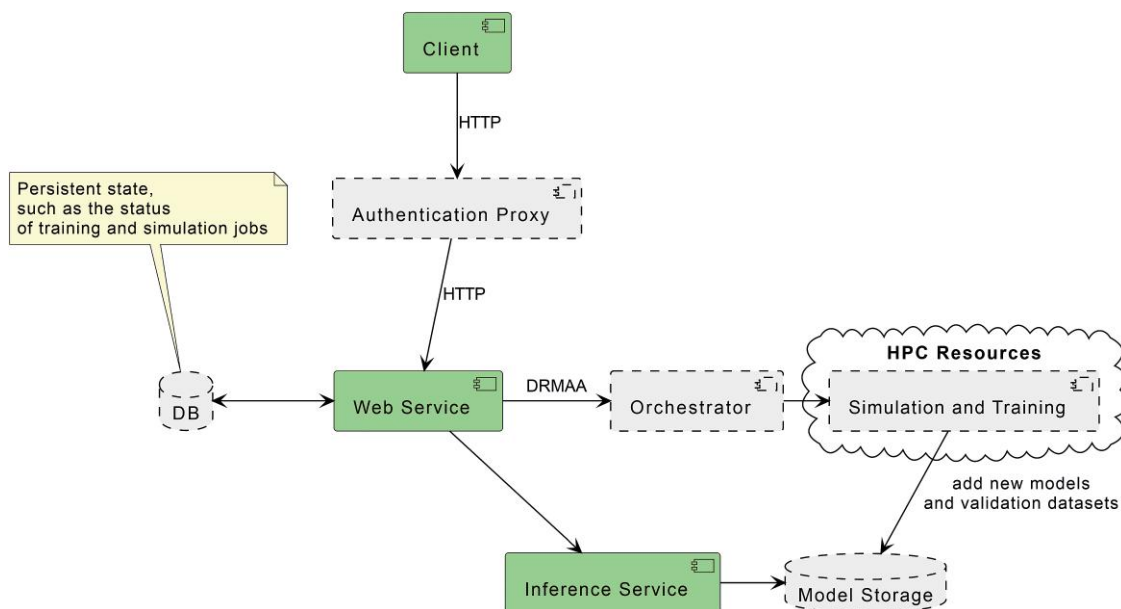 Client
HTTP
Persistent state,
such as the status
of training and simulation jobs
Authentication Proxy
HTTP
HPC Resources
DB
Web Service
DRMAA
Orchestrator
Simulation and Training
add new models
and validation datasets
Inference Service
Model Storage